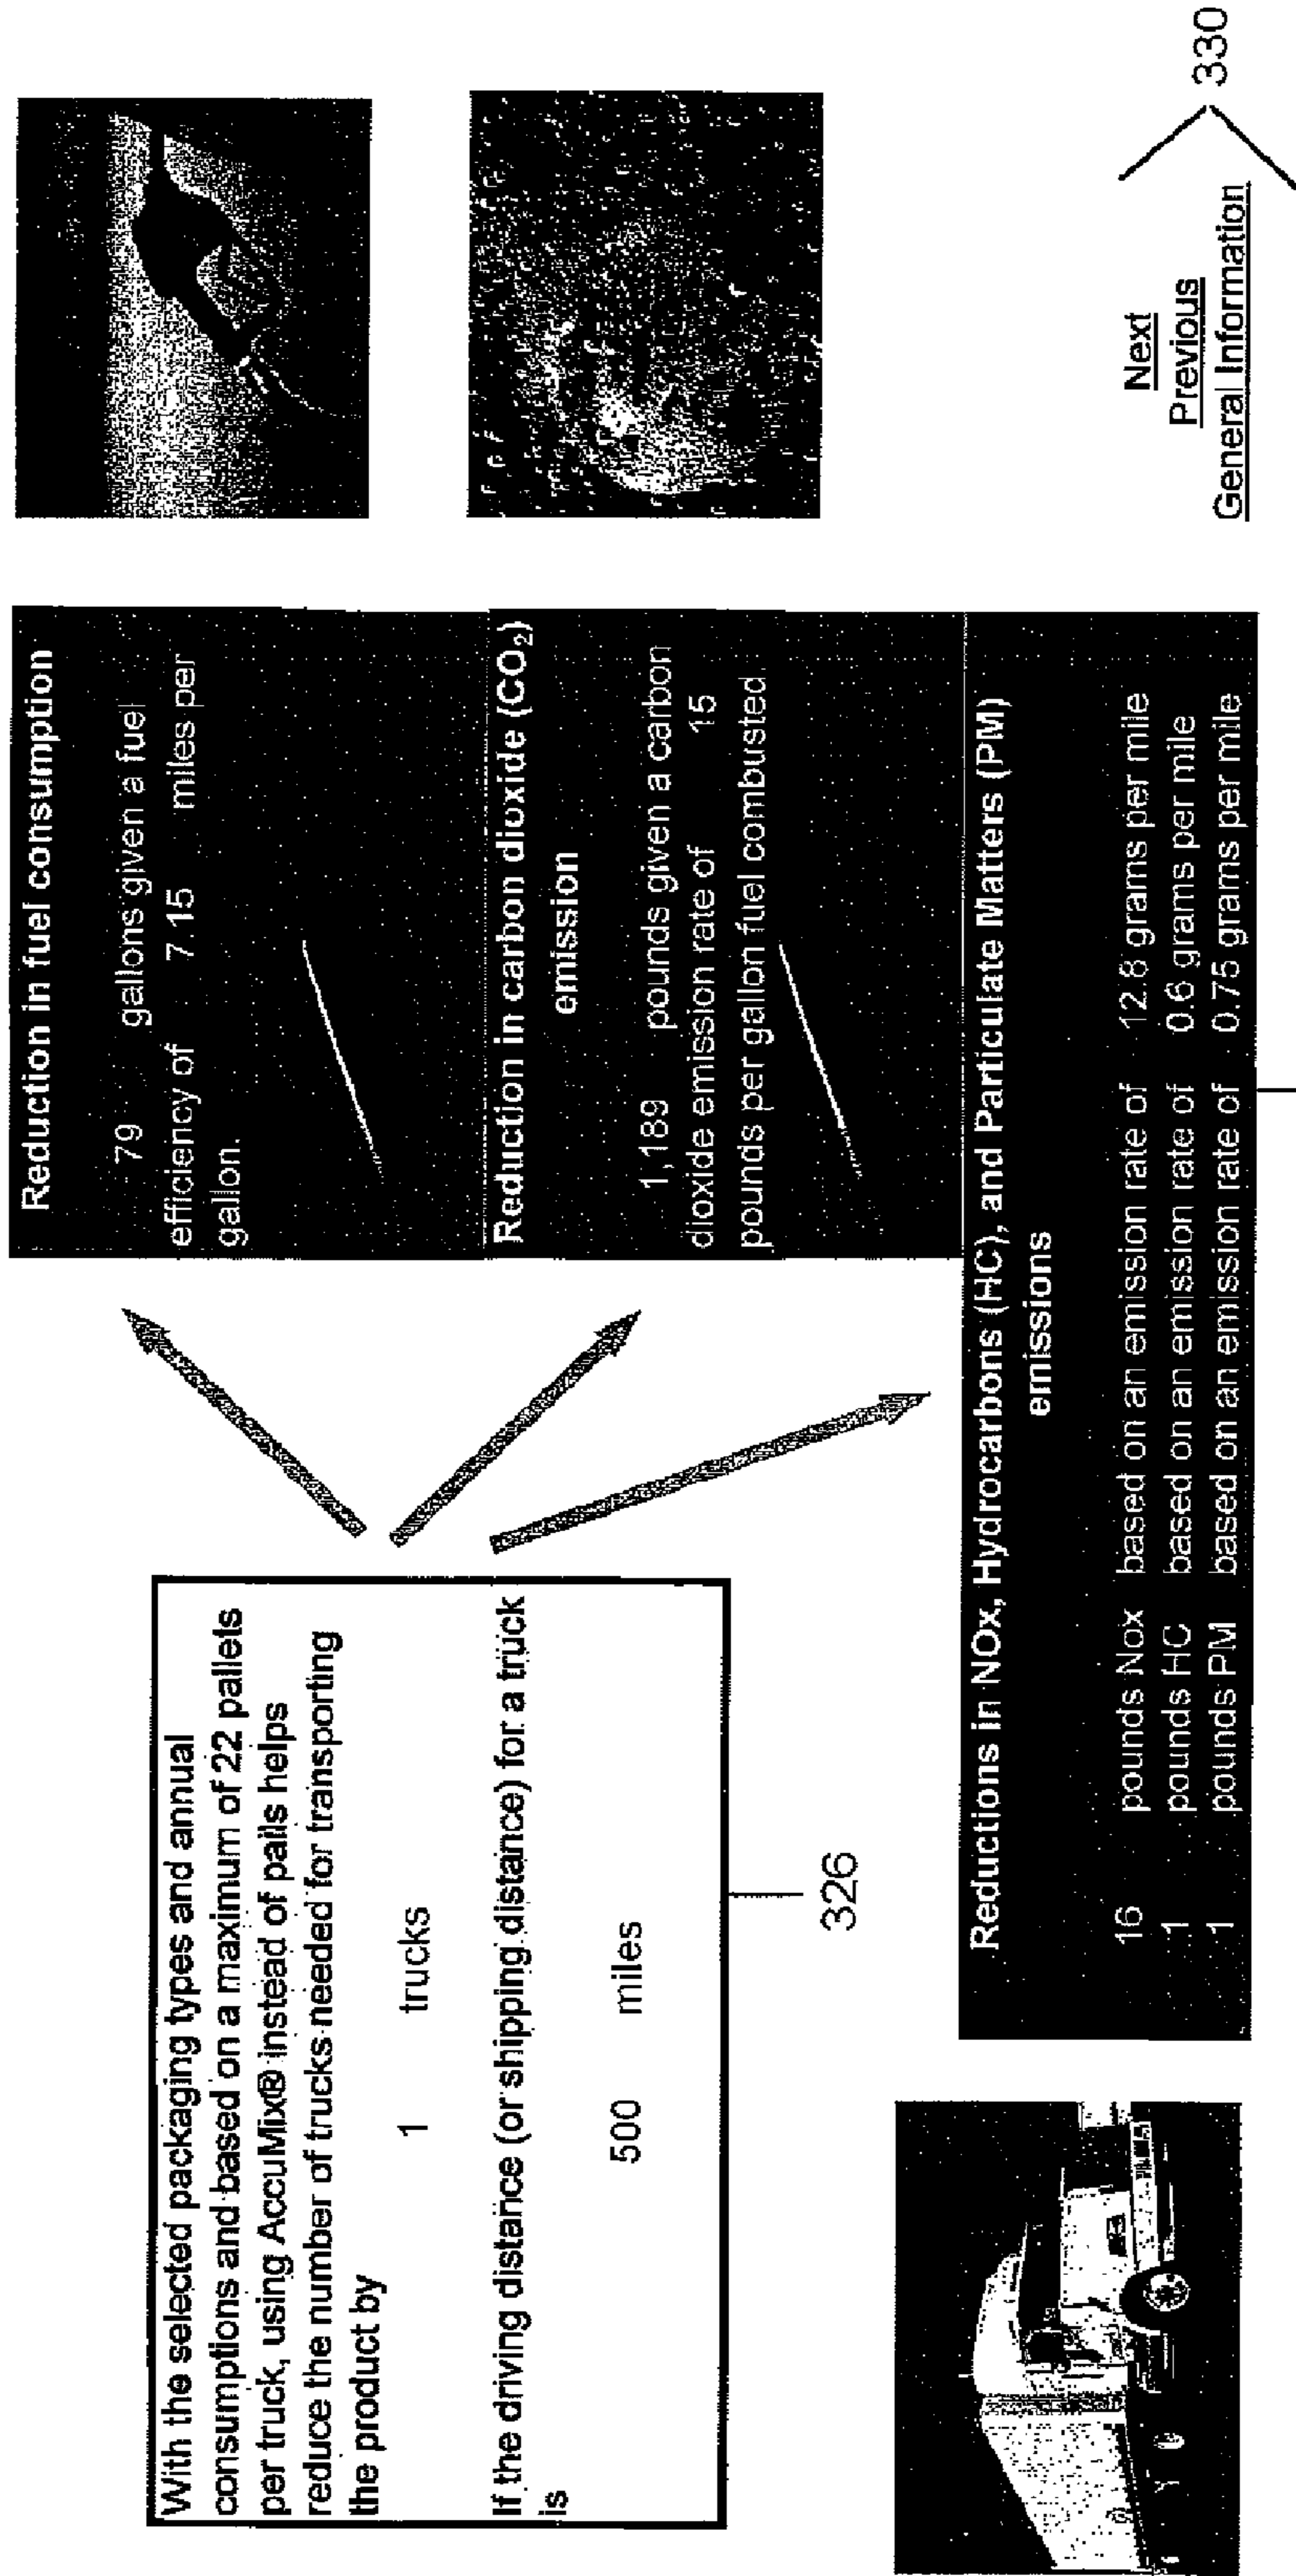 With the selected packaging types and annual
consumptions and based on a maximum of 22 pallets
per truck, using AccuMix® instead of pails helps
reduce the number of trucks needed for transporting
the product by
1 trucks
If the driving distance (or shipping distance) for a truck
is
500 miles
326
Reduction in fuel consumption
79 gallons given a fuel
efficiency of 7.15 miles per
gallon.
Reduction in carbon dioxide (CO₂)
emission
1,189 pounds given a carbon
dioxide emission rate of 15
pounds per gallon fuel combusted
Reductions in NOx, Hydrocarbons (HC), and Particulate Matters (PM)
emissions
16 pounds Nox based on an emission rate of 12.8 grams per mile
1 pounds HC based on an emission rate of 0.6 grams per mile
1 pounds PM based on an emission rate of 0.75 grams per mile
Next
Previous
General Information
330